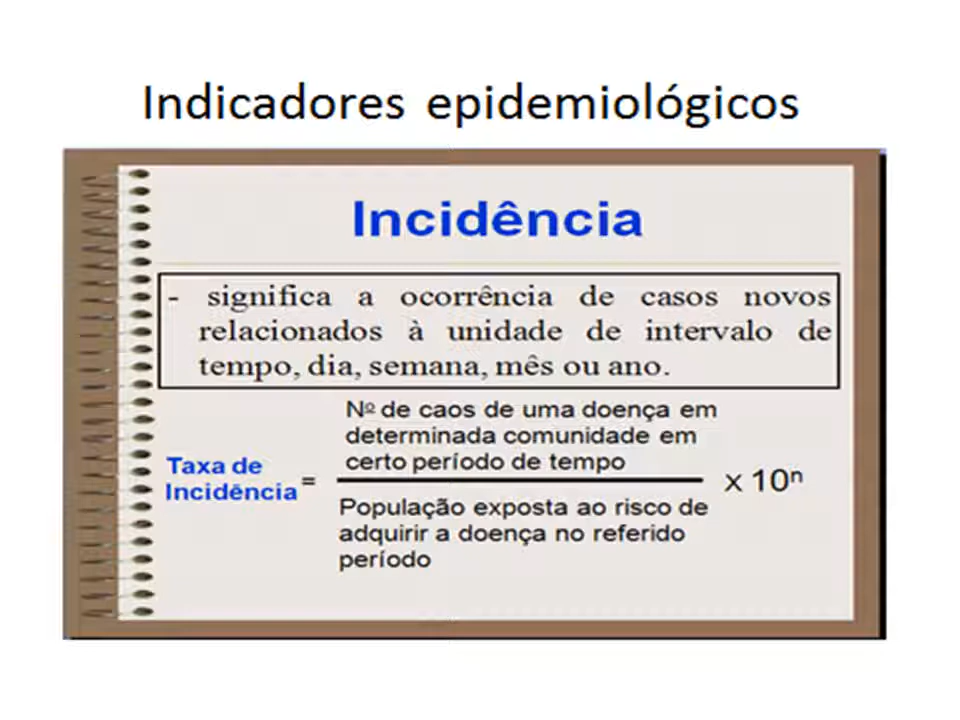 Indicadores epidemiológicos
Incidência
- significa a ocorrência de casos novos
relacionados à unidade de intervalo de
tempo, dia, semana, mês ou ano.
Nº de caos de uma doença em
determinada comunidade em
certo período de tempo
Taxa de
Incidência =
x 10ⁿ
População exposta ao risco de
adquirir a doença no referido
período